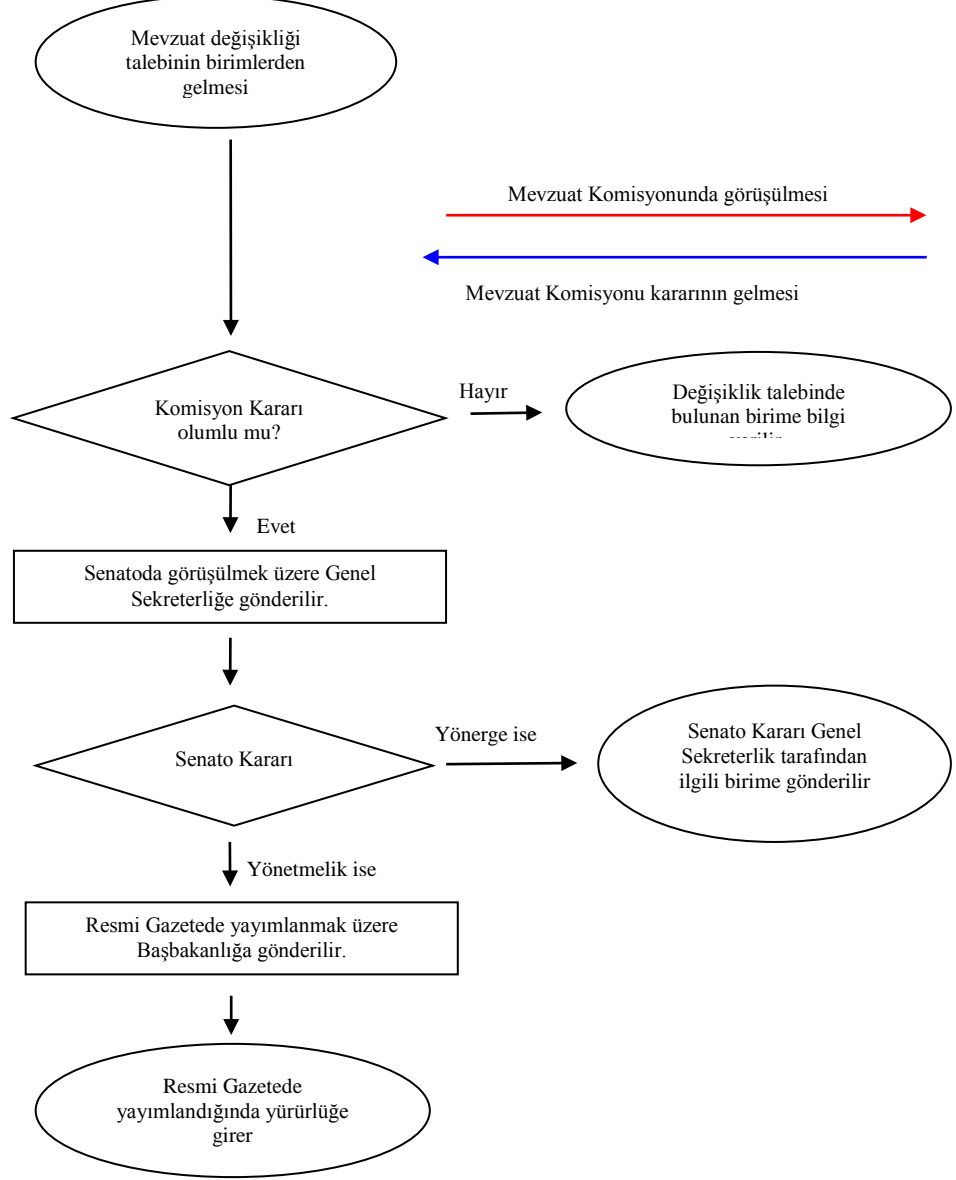 Mevzuat değişikliği
talebinin birimlerden
gelmesi
Mevzuat Komisyonunda görüşülmesi
Mevzuat Komisyonu kararının gelmesi
Komisyon Kararı
olumlu mu?
Hayır
Değişiklik talebinde
bulunan birime bilgi
Evet
Senatoda görüşülmek üzere Genel
Sekreterliğe gönderilir.
Senato Kararı
Yönerge ise
Senato Kararı Genel
Sekreterlik tarafından
ilgili birime gönderilir
Yönetmelik ise
Resmi Gazetede yayımlanmak üzere
Başbakanlığa gönderilir.
Resmi Gazetede
yayımlandığında yürürlüğe
girer